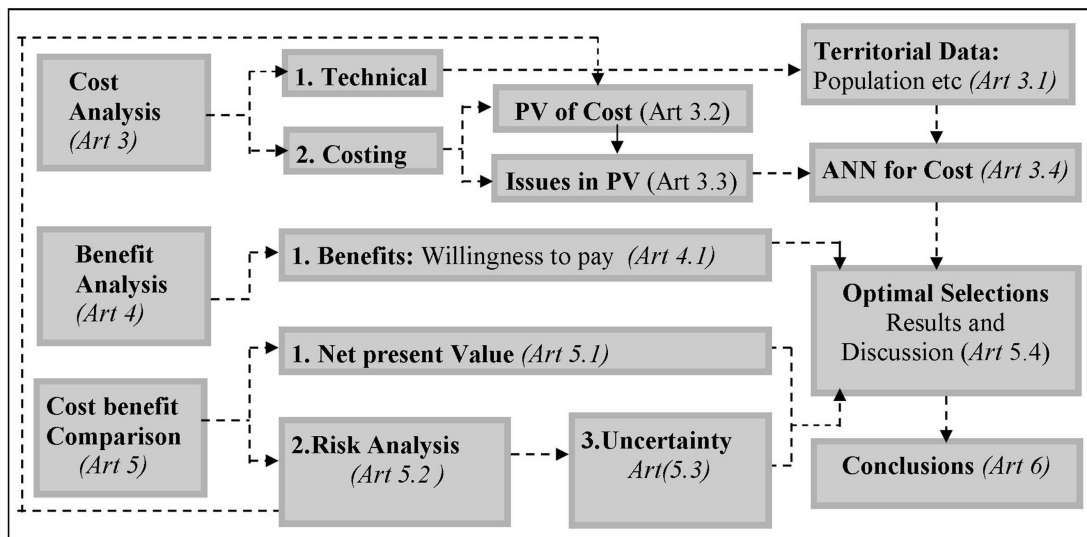 Cost
Analysis
(Art 3)
1. Technical
2. Costing
PV of Cost (Art 3.2)
Issues in PV (Art 3.3)
Territorial Data:
Population etc (Art 3.1)
ANN for Cost (Art 3.4)
Benefit
Analysis
(Art 4)
1. Benefits: Willingness to pay (Art 4.1)
Optimal Selections
Results and
Discussion (Art 5.4)
Cost benefit
Comparison
(Art 5)
1. Net present Value (Art 5.1)
2.Risk Analysis
(Art 5.2 )
3.Uncertainty
Art(5.3)
Conclusions (Art 6)